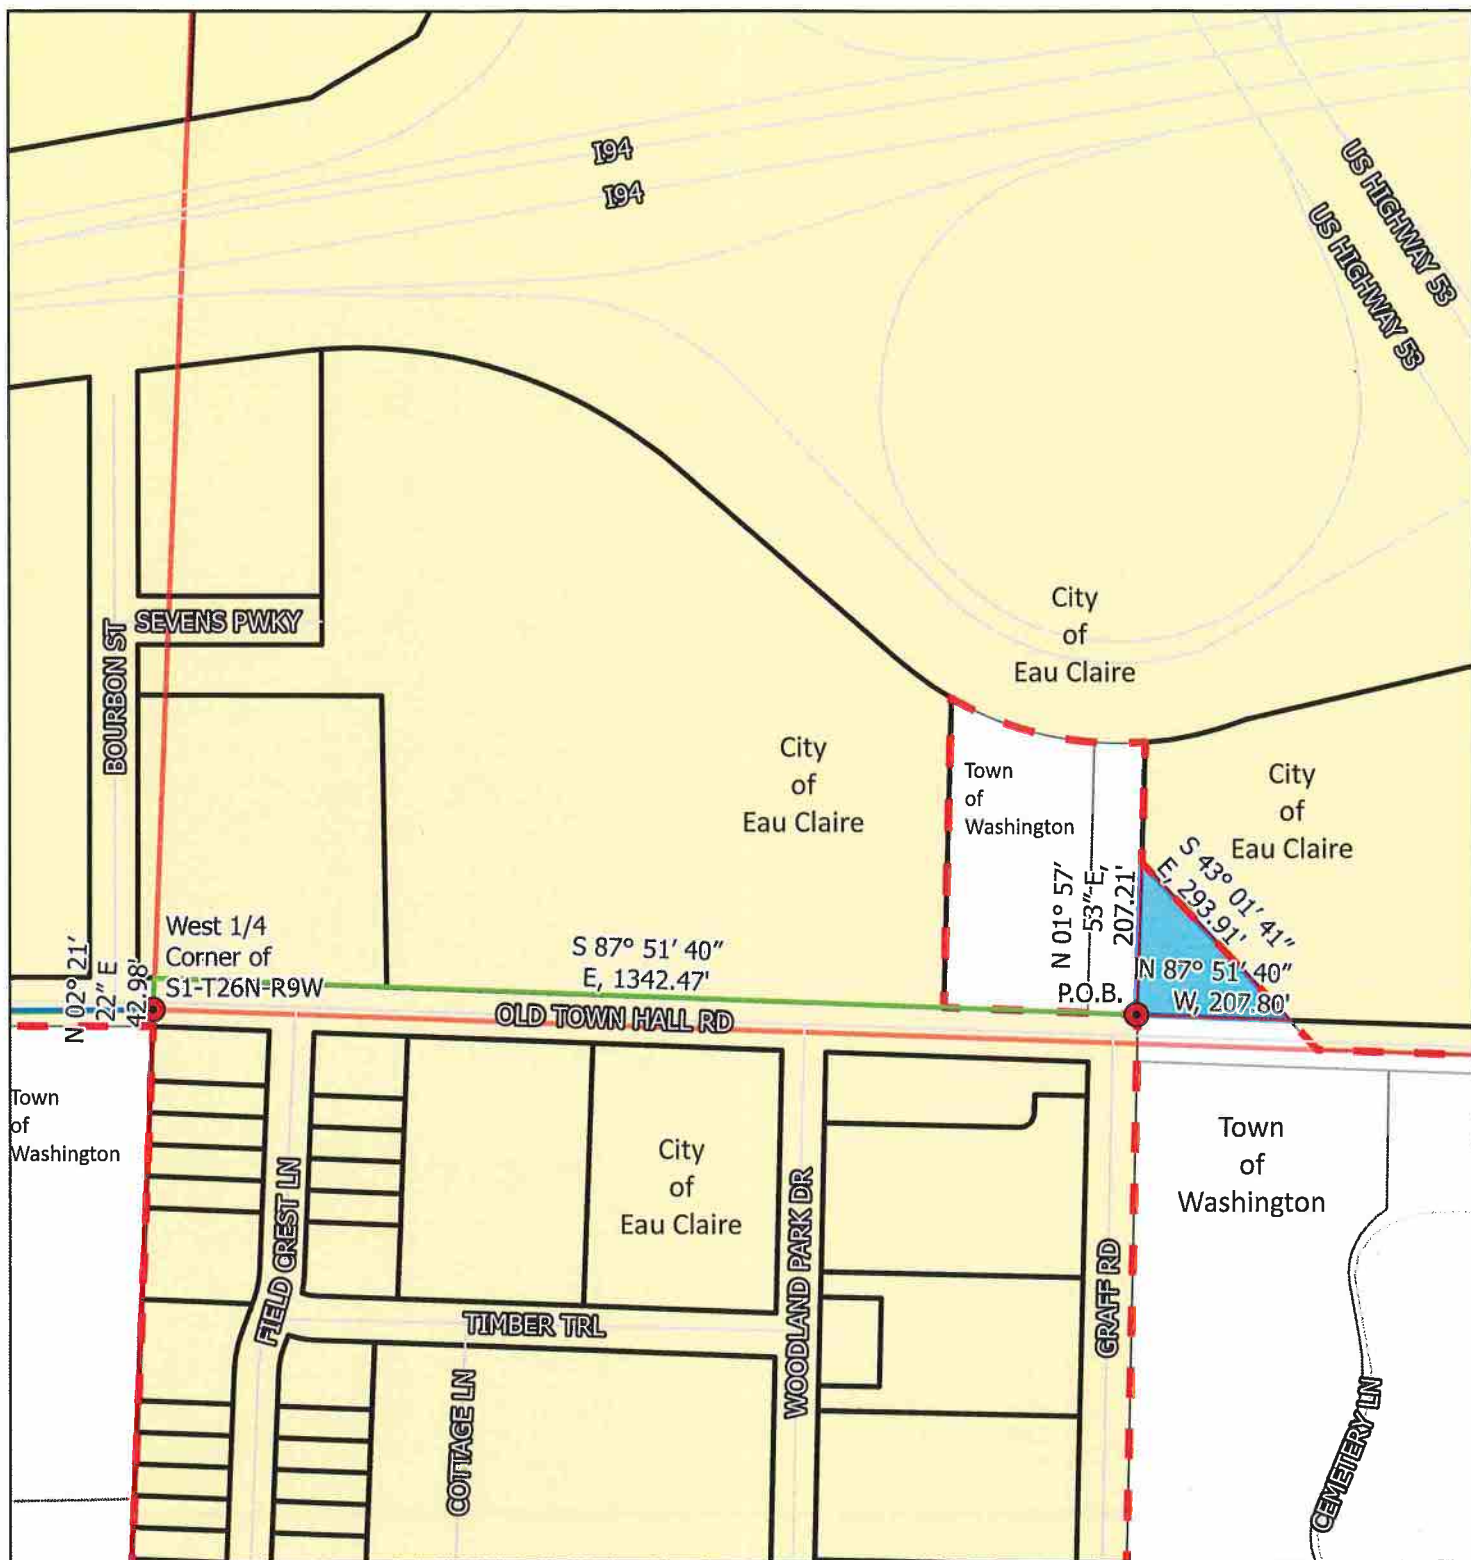 I94
I94
US HIGHWAY 53
US HIGHWAY 53
SEVENS PWKY
BOURBON ST
City
of
Eau Claire
City
of
Eau Claire
Town
of
Washington
City
of
Eau Claire
S 43° 01′ 41″
E, 293.91'
N 01° 57′
53″ E,
207.21'
West 1/4
Corner of
S1-T26N-R9W
N 02° 21′
22″ E
42.98'
S 87° 51′ 40″
E, 1342.47'
N 87° 51′ 40″
W, 207.80'
P.O.B.
OLD TOWN HALL RD
Town
of
Washington
City
of
Eau Claire
Town
of
Washington
FIELD CREST LN
WOODLAND PARK DR
GRAFF RD
TIMBER TRL
COTTAGE LN
CEMETERY LN